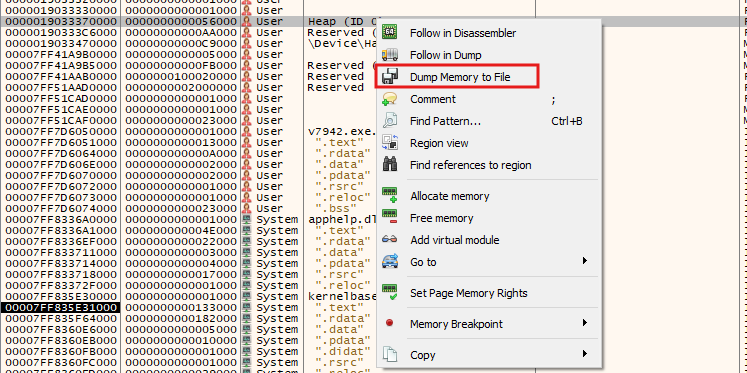 0000019033330000 0000000000001000 User
0000019033370000 0000000000056000 User Heap (ID 0
00000190333C6000 00000000000AA000 User Reserved (
0000019033470000 00000000000C9000 User \Device\Ha
00007FF41A9B0000 0000000000005000 User
00007FF41A9B5000 00000000000FB000 User Reserved (
00007FF41AAB0000 0000000100020000 User Reserved
00007FF51AAD0000 0000000002000000 User Reserved
00007FF51CAD0000 0000000000001000 User
00007FF51CAE0000 0000000000001000 User
00007FF51CAF0000 0000000000023000 User
00007FF7D6050000 0000000000001000 User v7942.exe.
00007FF7D6051000 0000000000013000 User ".text"
00007FF7D6064000 000000000000A000 User ".rdata"
00007FF7D606E000 0000000000002000 User ".data"
00007FF7D6070000 0000000000002000 User ".pdata"
00007FF7D6072000 0000000000001000 User ".rsrc"
00007FF7D6073000 0000000000001000 User ".reloc"
00007FF7D6074000 0000000000023000 User ".bss"
00007FF8336A0000 0000000000001000 System apphelp.dl
00007FF8336A1000 000000000004E000 System ".text"
00007FF8336EF000 0000000000022000 System ".rdata"
00007FF833711000 0000000000003000 System ".data"
00007FF833714000 0000000000004000 System ".pdata"
00007FF833718000 0000000000017000 System ".rsrc"
00007FF83372F000 0000000000001000 System ".reloc"
00007FF835E30000 0000000000001000 System kernelbase
00007FF835E31000 0000000000133000 System ".text"
00007FF835F64000 0000000000182000 System ".rdata"
00007FF8360E6000 0000000000005000 System ".data"
00007FF8360EB000 0000000000010000 System ".pdata"
00007FF8360FB000 0000000000001000 System ".didat"
00007FF8360FC000 0000000000001000 System ".rsrc"
Follow in Disassembler
Follow in Dump
Dump Memory to File
Comment ;
Find Pattern... Ctrl+B
Region view
Find references to region
Allocate memory
Free memory
Add virtual module
Go to
Set Page Memory Rights
Memory Breakpoint
Copy